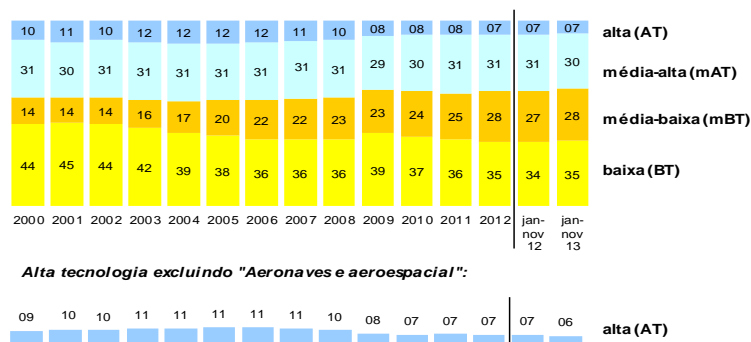 10 11 10 12 12 12 12 11 10 08 08 08 07 07 07 alta (AT)
31 30 31 31 31 31 31 31 31 29 30 31 31 31 30 média-alta (mAT)
14 14 14 16 17 20 22 22 23 23 24 25 28 27 28 média-baixa (mBT)
44 45 44 42 39 38 36 36 36 39 37 36 35 34 35 baixa (BT)
2000 2001 2002 2003 2004 2005 2006 2007 2008 2009 2010 2011 2012 jan-nov 12 jan-nov 13
Alta tecnologia excluindo "Aeronaves e aeroespacial":
09 10 10 11 11 11 11 11 10 08 07 07 07 07 06 alta (AT)